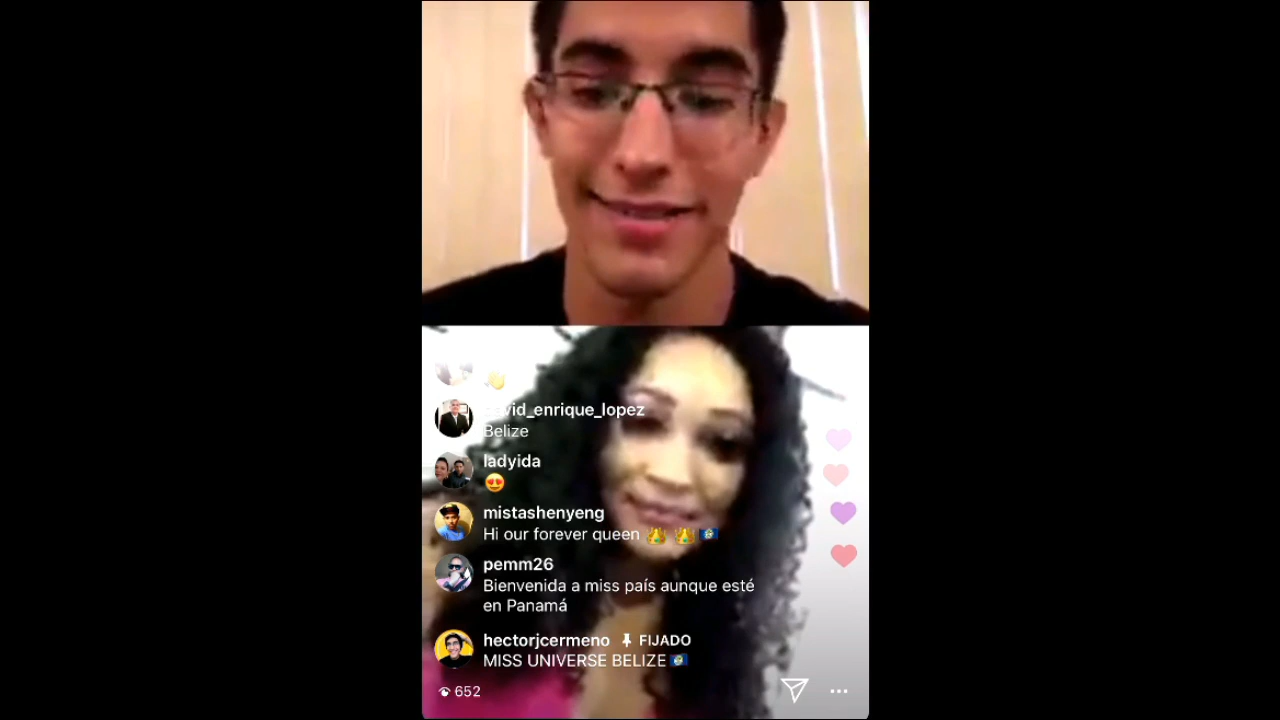 david_enrique_lopez
Belize
ladyida
😍
mistashenyeng
Hi our forever queen 👑 👑 🇧🇿
pemm26
Bienvenida a miss país aunque esté
en Panamá
hectorjcermeno FIJADO
MISS UNIVERSE BELIZE 🇧🇿
652